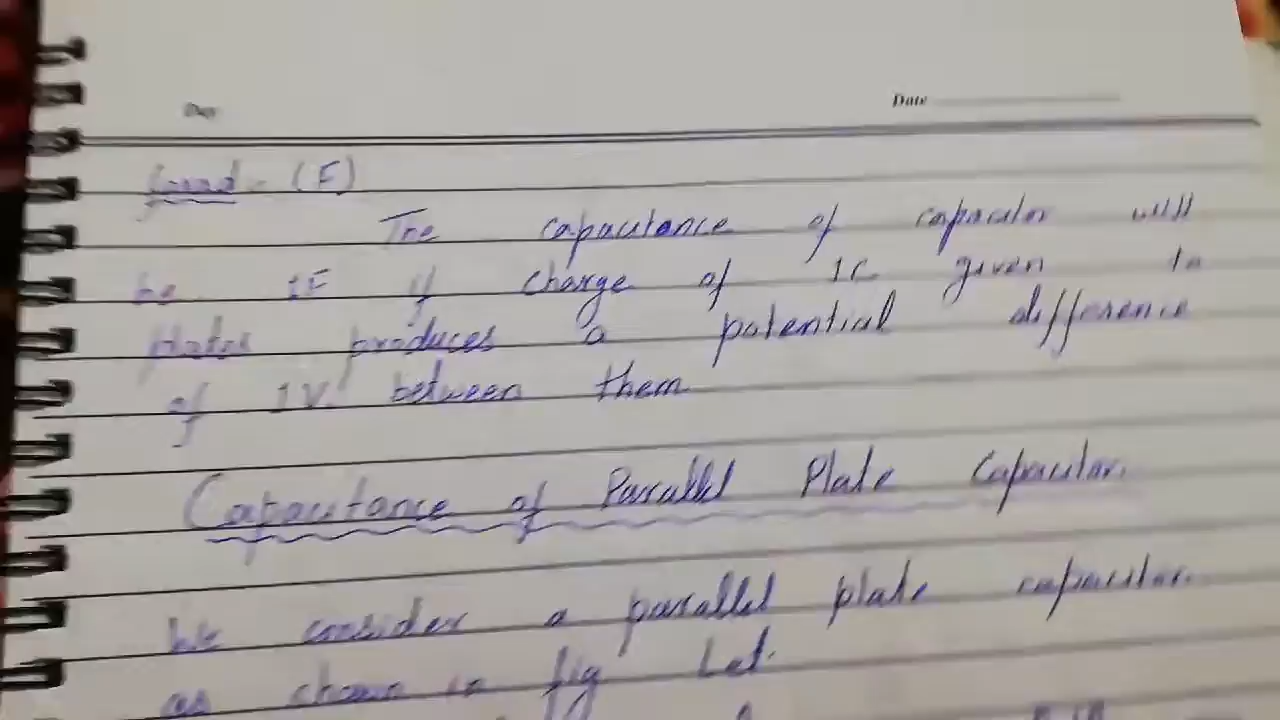 Day
Date
farad - (F)
The capacitance of capacitor will
be 1F if charge of 1C given to
plates produces a potential difference
of 1V between them
Capacitance of Parallel Plate Capacitor.
We consider a parallel plate capacitor.
as shown in fig Let.